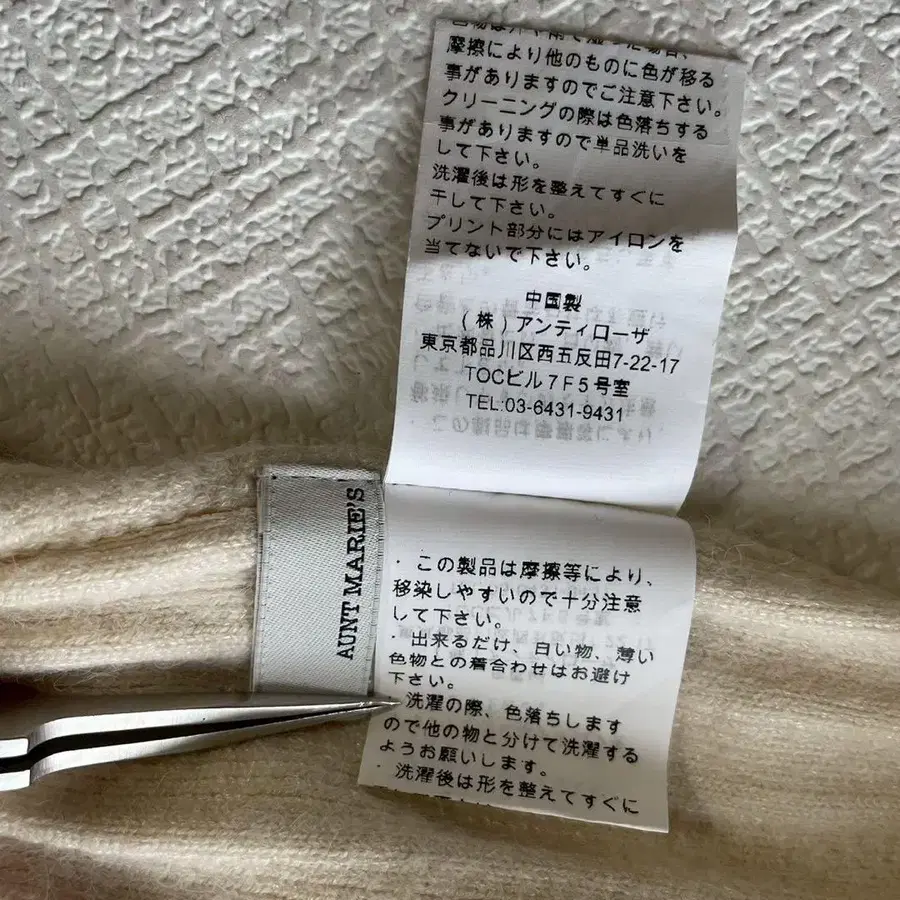 摩擦により他のものに色が移る
事がありますのでご注意下さい。
クリーニングの際は色落ちする
事がありますので単品洗いを
して下さい。
洗濯後は形を整えてすぐに
干して下さい。
プリント部分にはアイロンを
当てないで下さい。
中国製
(株)アンティローザ
東京都品川区西五反田7-22-17
TOCビル7F5号室
TEL:03-6431-9431
AUNT MARIE'S
・この製品は摩擦等により、
移染しやすいので十分注意
して下さい。
・出来るだけ、白い物、薄い
色物との着合わせはお避け
下さい。
・洗濯の際、色落ちします
ので他の物と分けて洗濯する
ようお願いします。
・洗濯後は形を整えてすぐに